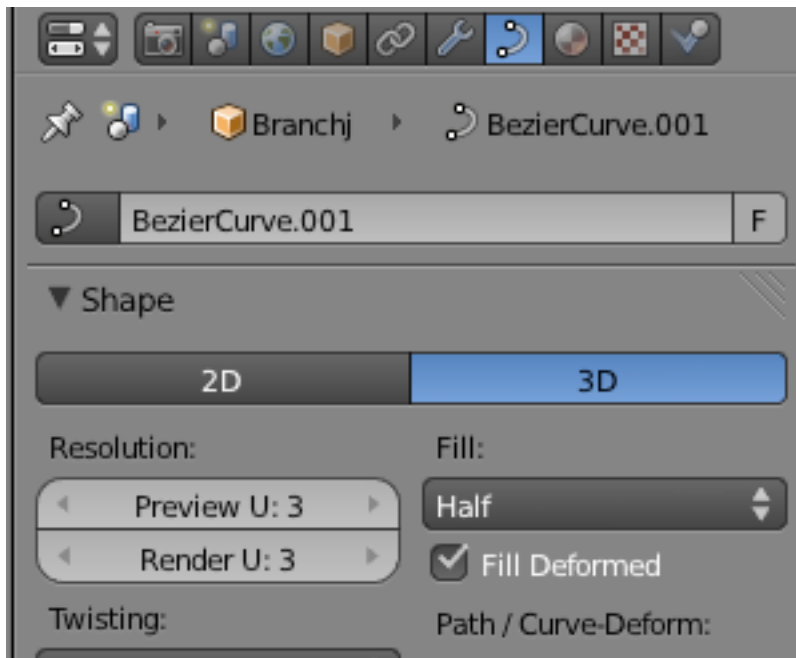 Branchj BezierCurve.001
BezierCurve.001 F
Shape
2D 3D
Resolution: Fill:
Preview U: 3 Half
Render U: 3 Fill Deformed
Twisting: Path / Curve-Deform: